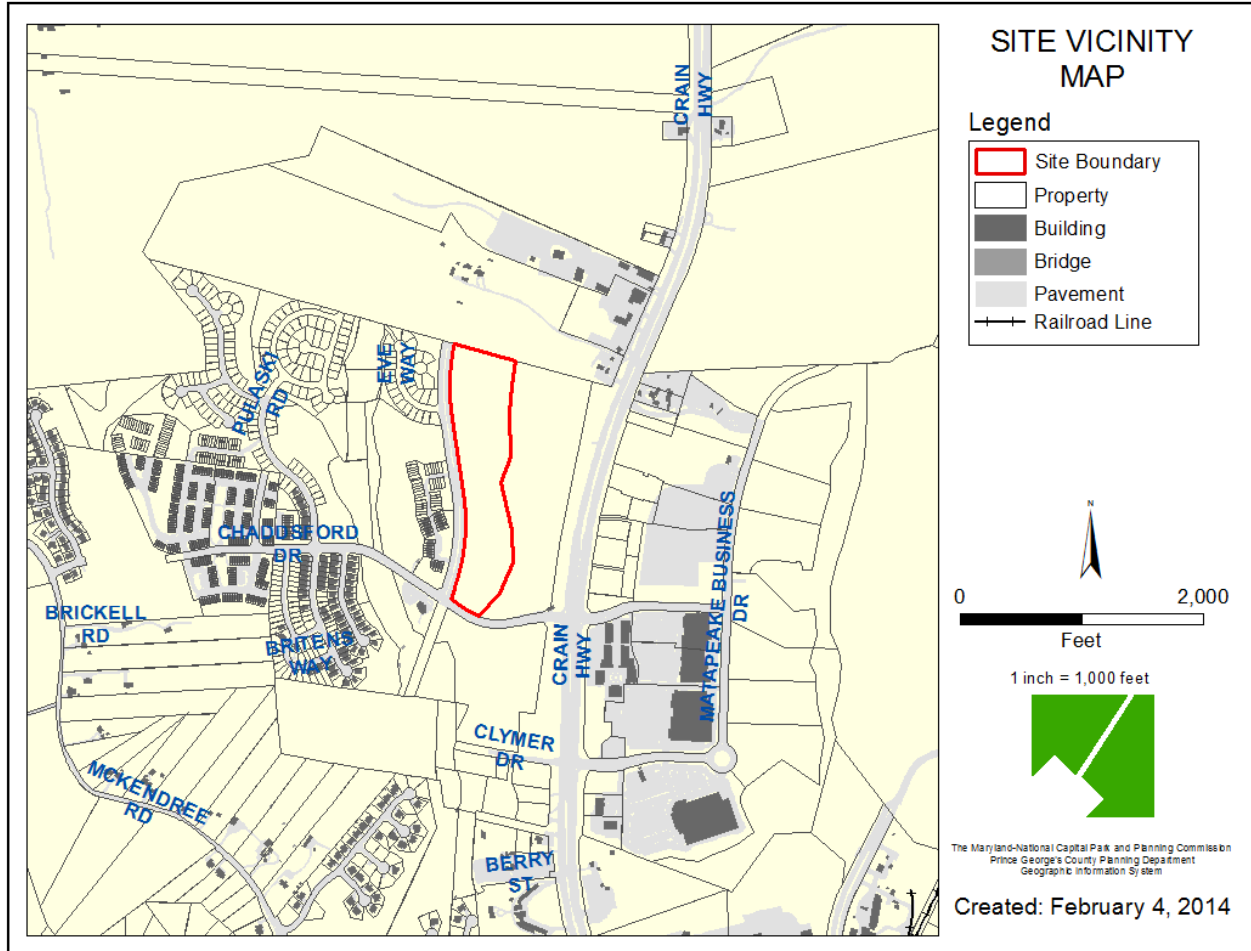 SITE VICINITY
MAP
Legend
Site Boundary
Property
Building
Bridge
Pavement
Railroad Line
CRAIN
HWY
EVE
WAY
PULASKI
RD
CHADDSFORD
DR
BRICKELL
RD
BRITENS
WAY
CRAIN
HWY
MATAPEAKE BUSINESS
DR
CLYMER
DR
MCKENDREE
RD
BERRY
ST
N
0 2,000
Feet
1 inch = 1,000 feet
The Maryland-National Capital Park and Planning Commission
Prince George's County Planning Department
Geographic Information System
Created: February 4, 2014